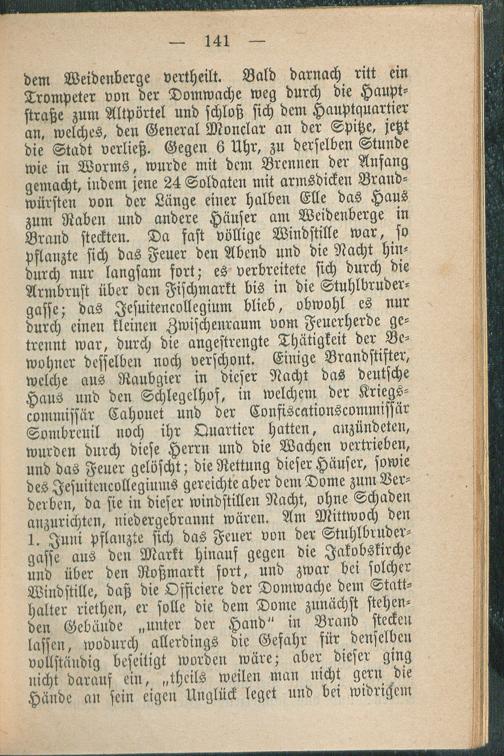 — 141 —
dem Weidenberge vertheilt. Bald darnach ritt ein
Trompeter von der Domwache weg durch die Haupt-
straße zum Altpörtel und schloß sich dem Hauptquartier
an, welches, den General Monclar an der Spitze, jetzt
die Stadt verließ. Gegen 6 Uhr, zu derselben Stunde
wie in Worms, wurde mit dem Brennen der Anfang
gemacht, indem jene 24 Soldaten mit armsdicken Brand-
würsten von der Länge einer halben Elle das Haus
zum Raben und andere Häuser am Weidenberge in
Brand steckten. Da fast völlige Windstille war, so
pflanzte sich das Feuer den Abend und die Nacht hin-
durch nur langsam fort; es verbreitete sich durch die
Armbrust über den Fischmarkt bis in die Stuhlbruder-
gasse; das Jesuitencollegium blieb, obwohl es nur
durch einen kleinen Zwischenraum vom Feuerherde ge-
trennt war, durch die angestrengte Thätigkeit der Be-
wohner desselben noch verschont. Einige Brandstifter,
welche aus Raubgier in dieser Nacht das deutsche
Haus und den Schlegelhof, in welchem der Kriegs-
commissär Cahouet und der Confiscationscommissär
Sombreuil noch ihr Quartier hatten, anzündeten,
wurden durch diese Herrn und die Wachen vertrieben,
und das Feuer gelöscht; die Rettung dieser Häuser, sowie
des Jesuitencollegiums gereichte aber dem Dome zum Ver-
derben, da sie in dieser windstillen Nacht, ohne Schaden
anzurichten, niedergebrannt wären. Am Mittwoch den
1. Juni pflanzte sich das Feuer von der Stuhlbruder-
gasse aus den Markt hinauf gegen die Jakobskirche
und über den Roßmarkt fort, und zwar bei solcher
Windstille, daß die Officiere der Domwache dem Statt-
halter riethen, er solle die dem Dome zunächst stehen-
den Gebäude „unter der Hand“ in Brand stecken
lassen, wodurch allerdings die Gefahr für denselben
vollständig beseitigt worden wäre; aber dieser ging
nicht darauf ein, „theils weilen man nicht gern die
Hände an sein eigen Unglück leget und bei widrigem